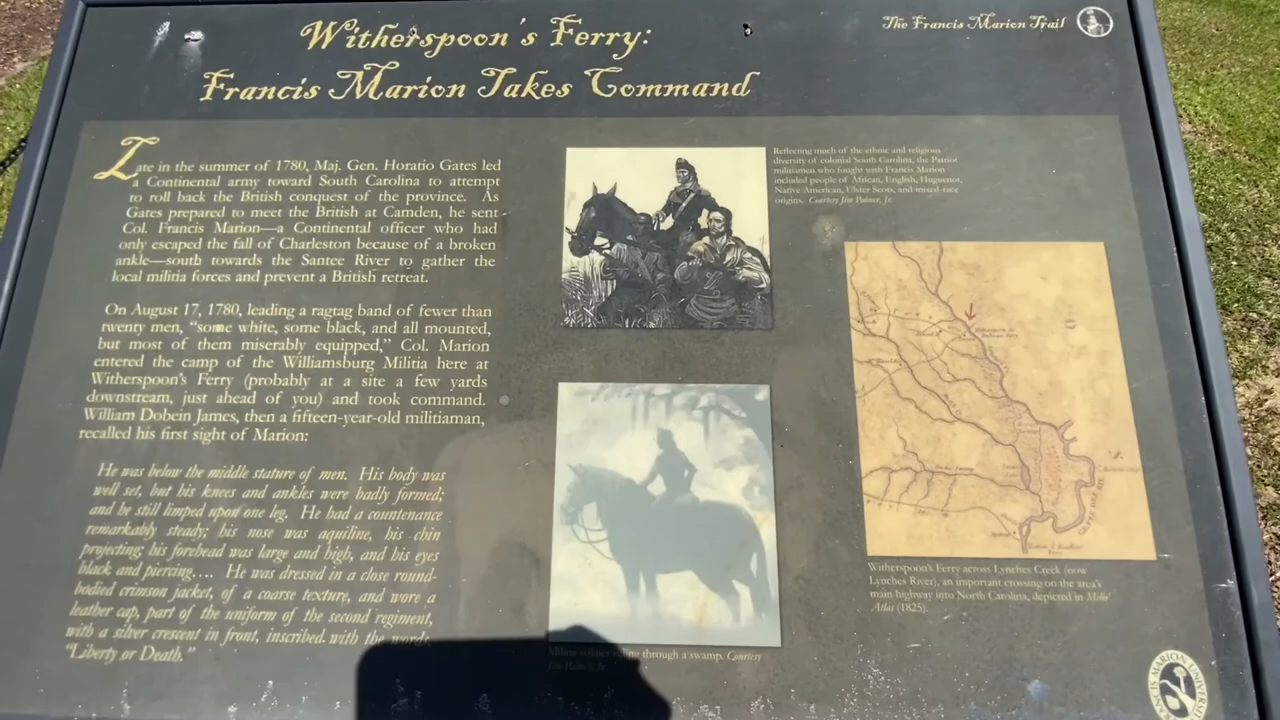 Witherspoon's Ferry:
Francis Marion Takes Command
The Francis Marion Trail
Late in the summer of 1780, Maj. Gen. Horatio Gates led
a Continental army toward South Carolina to attempt
to roll back the British conquest of the province. As
Gates prepared to meet the British at Camden, he sent
Col. Francis Marion—a Continental officer who had
only escaped the fall of Charleston because of a broken
ankle—south towards the Santee River to gather the
local militia forces and prevent a British retreat.
On August 17, 1780, leading a ragtag band of fewer than
twenty men, "some white, some black, and all mounted,
but most of them miserably equipped," Col. Marion
entered the camp of the Williamsburg Militia here at
Witherspoon's Ferry (probably at a site a few yards
downstream, just ahead of you) and took command.
William Dobein James, then a fifteen-year-old militiaman,
recalled his first sight of Marion:
He was below the middle stature of men. His body was
well set, but his knees and ankles were badly formed;
and he still limped upon one leg. He had a countenance
remarkably steady; his nose was aquiline, his chin
projecting; his forehead was large and high, and his eyes
black and piercing.... He was dressed in a close round-
bodied crimson jacket, of a coarse texture, and wore a
leather cap, part of the uniform of the second regiment,
with a silver crescent in front, inscribed with the words,
"Liberty or Death."
Reflecting much of the ethnic and religious
diversity of colonial South Carolina, the Patriot
militiamen who fought with Francis Marion
included people of African, English, Huguenot,
Native American, Ulster Scots, and mixed-race
origins. Courtesy Jim Palmer, Jr.
Militia soldier riding through a swamp. Courtesy
Jim Palmer, Jr.
GREAT PEE DEE
Witherspoon's Ferry across Lynches Creek (now
Lynches River), an important crossing on the area's
main highway into North Carolina, depicted in Mills'
Atlas (1825).
FRANCIS MARION UNIVERSITY